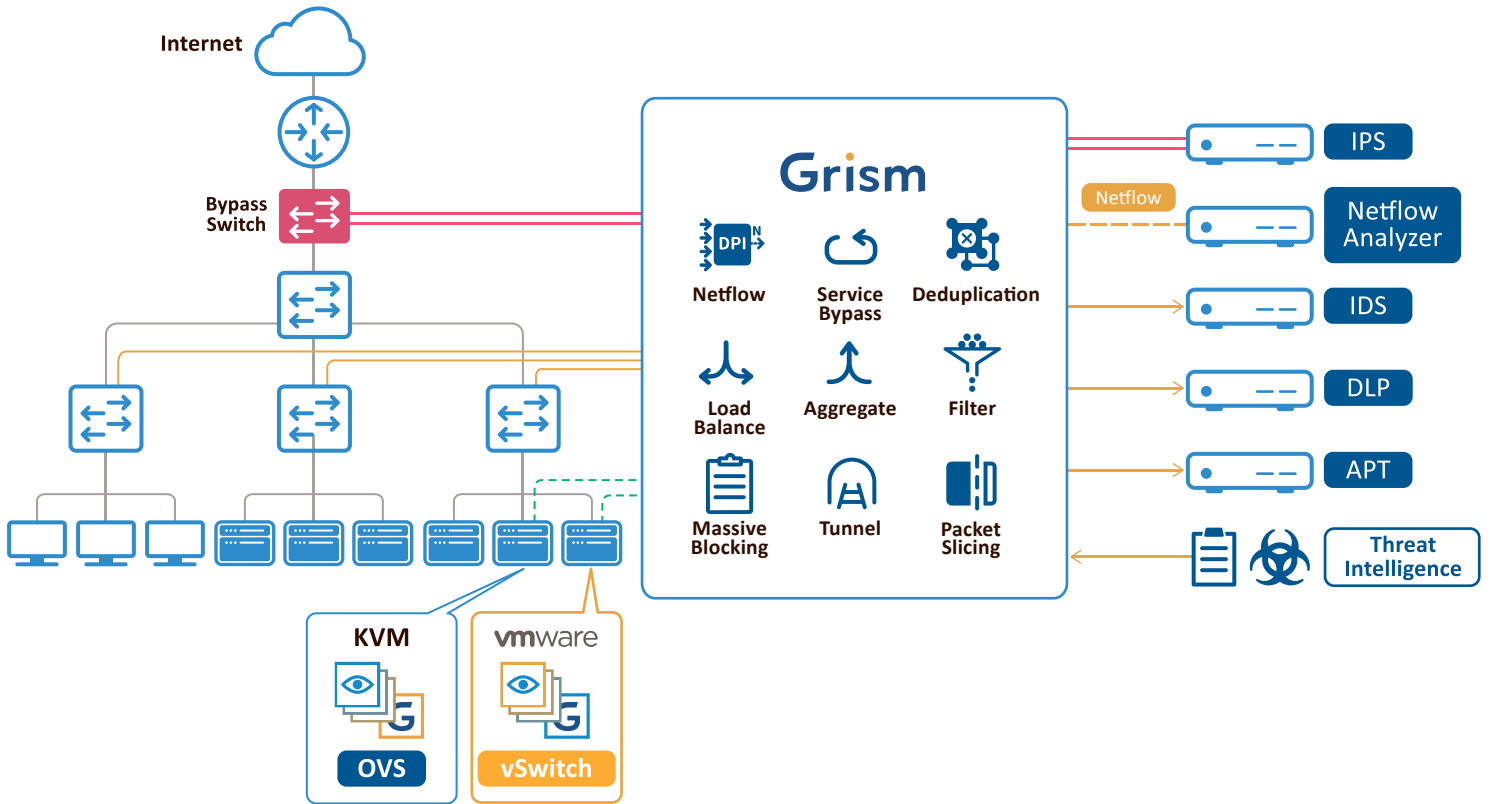 Internet
Bypass
Switch
Grism
DPI
N
Netflow
Service
Bypass
Deduplication
Load
Balance
Aggregate
Filter
Massive
Blocking
Tunnel
Packet
Slicing
IPS
Netflow
Netflow
Analyzer
IDS
DLP
APT
Threat
Intelligence
KVM
G
OVS
vmware
G
vSwitch